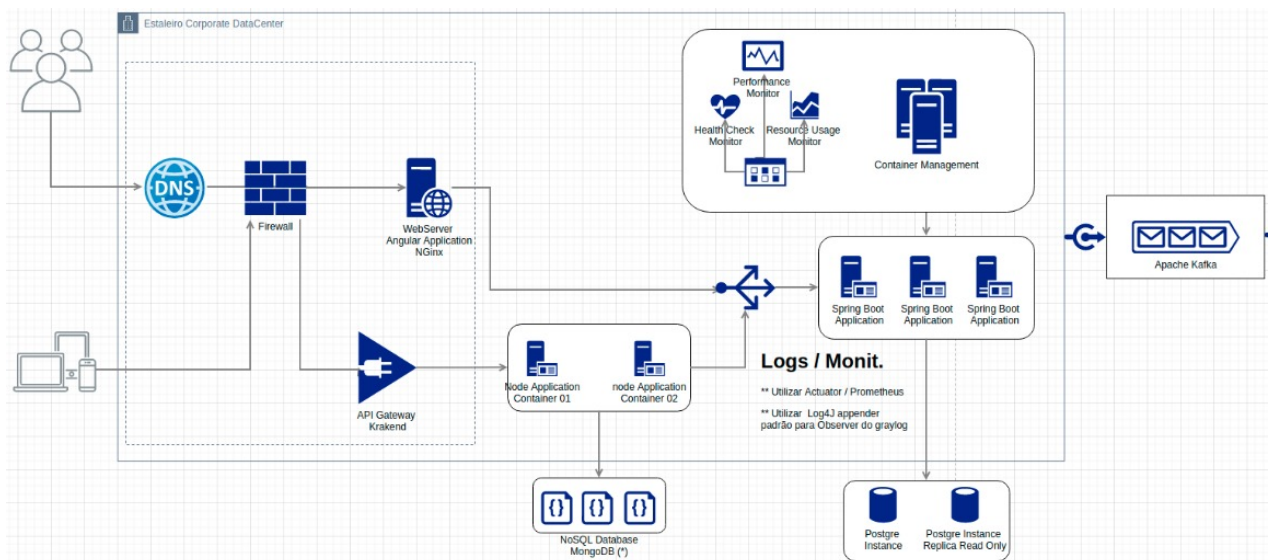 Estaleiro Corporate DataCenter
Performance
Monitor
Health Check
Monitor
Resource Usage
Monitor
Container Management
DNS
Firewall
WebServer
Angular Application
NGinx
Apache Kafka
Spring Boot
Application
Spring Boot
Application
Spring Boot
Application
Node Application
Container 01
node Application
Container 02
Logs / Monit.
** Utilizar Actuator / Prometheus
** Utilizar Log4J appender
padrão para Observer do graylog
API Gateway
Krakend
{}
{}
{}
NoSQL Database
MongoDB (*)
Postgre
Instance
Postgre Instance
Replica Read Only